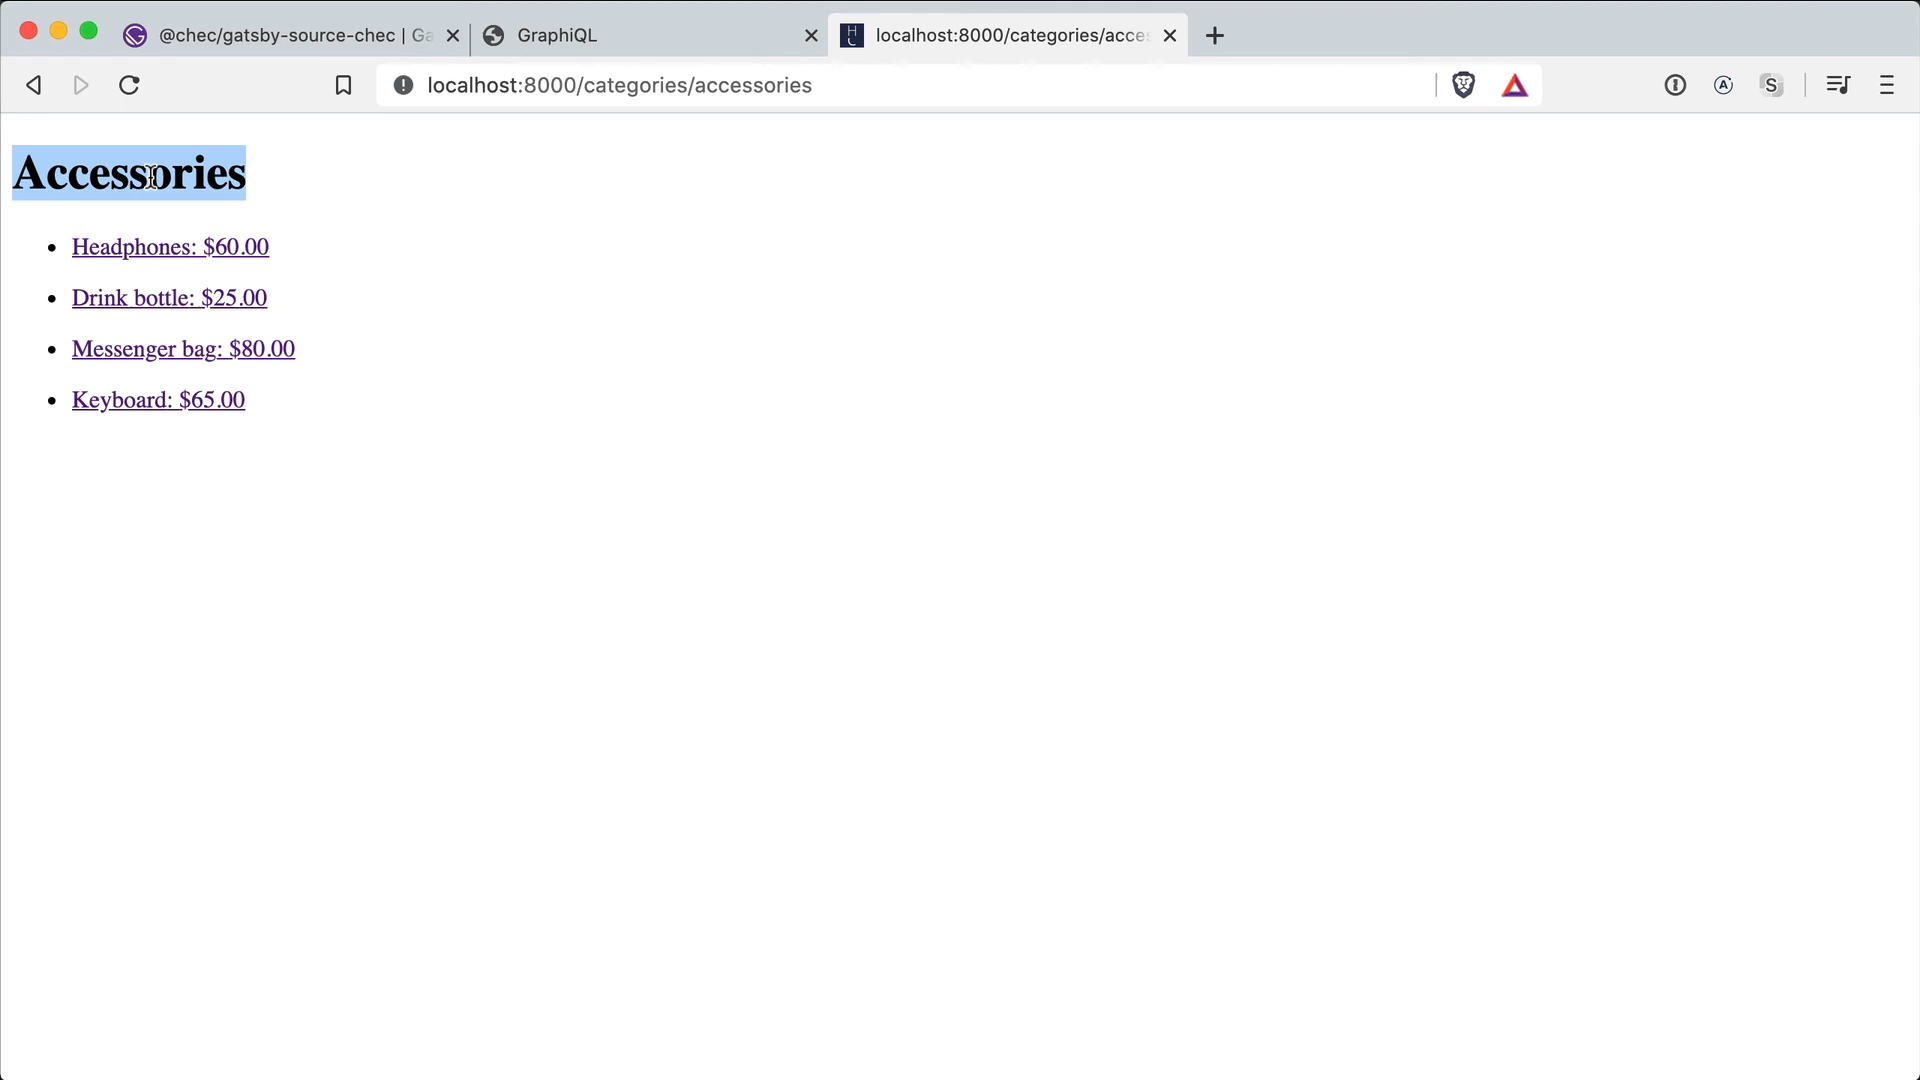 @chec/gatsby-source-chec | Ga
GraphiQL
localhost:8000/categories/acces
localhost:8000/categories/accessories
Accessories
Headphones: $60.00
Drink bottle: $25.00
Messenger bag: $80.00
Keyboard: $65.00